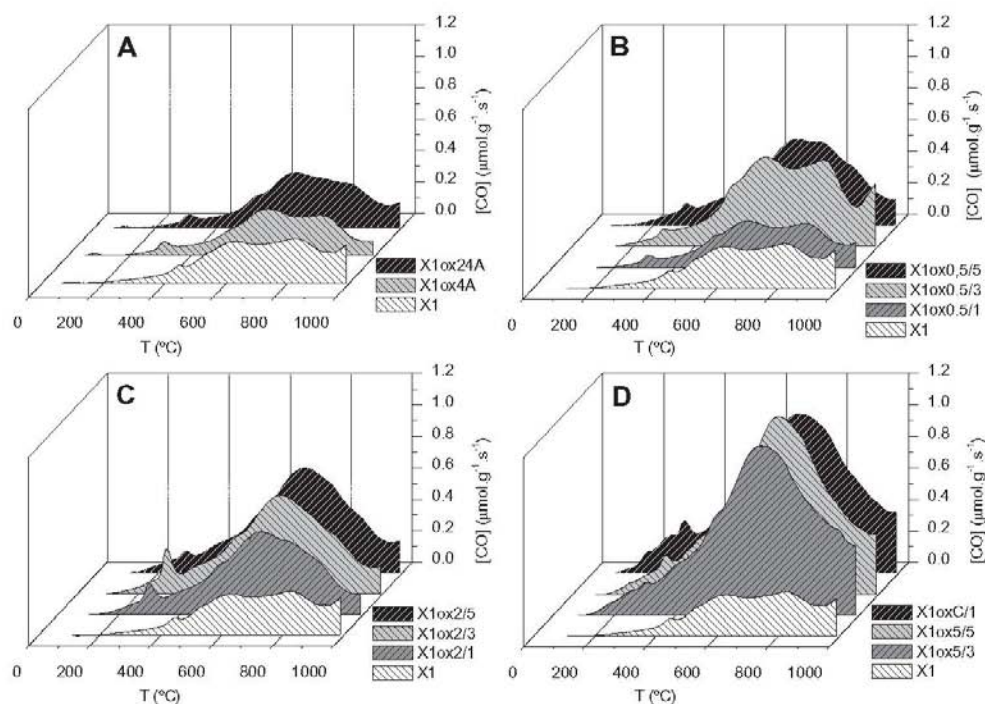 A
1.2
1.0
0.8
0.6
0.4
0.2
0.0
[CO] (μmol.g⁻¹.s⁻¹)
X1ox24A
X1ox4A
X1
0 200 400 600 800 1000
T (°C)
B
1.2
1.0
0.8
0.6
0.4
0.2
0.0
[CO] (μmol.g⁻¹.s⁻¹)
X1ox0,5/5
X1ox0.5/3
X1ox0.5/1
X1
0 200 400 600 800 1000
T (°C)
C
1.2
1.0
0.8
0.6
0.4
0.2
0.0
[CO] (μmol.g⁻¹.s⁻¹)
X1ox2/5
X1ox2/3
X1ox2/1
X1
0 200 400 600 800 1000
T (°C)
D
1.2
1.0
0.8
0.6
0.4
0.2
0.0
[CO] (μmol.g⁻¹.s⁻¹)
X1oxC/1
X1ox5/5
X1ox5/3
X1
0 200 400 600 800 1000
T (°C)